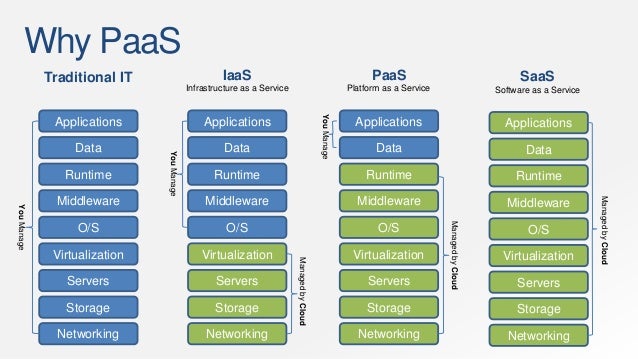 Why PaaS
Traditional IT
You Manage
Applications
Data
Runtime
Middleware
O/S
Virtualization
Servers
Storage
Networking
IaaS
Infrastructure as a Service
You Manage
Applications
Data
Runtime
Middleware
O/S
Virtualization
Servers
Storage
Networking
Managed by Cloud
PaaS
Platform as a Service
You Manage
Applications
Data
Runtime
Middleware
O/S
Virtualization
Servers
Storage
Networking
Managed by Cloud
SaaS
Software as a Service
Applications
Data
Runtime
Middleware
O/S
Virtualization
Servers
Storage
Networking
Managed by Cloud